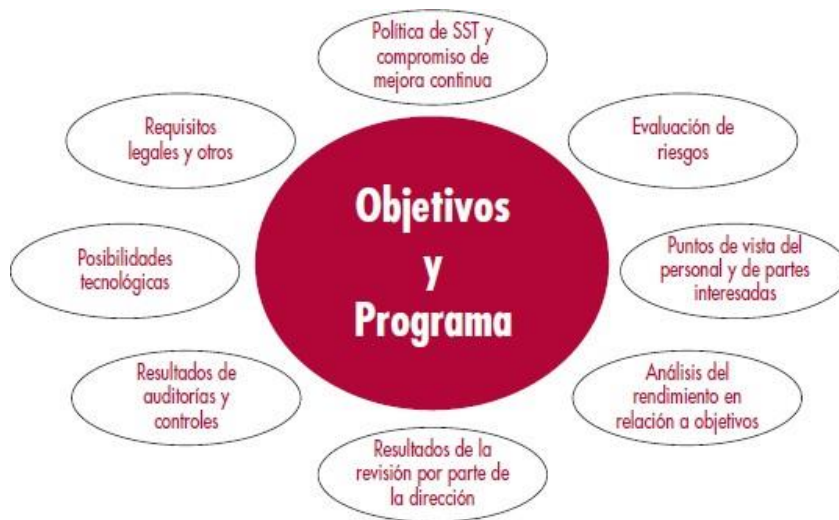 Política de SST y
compromiso de
mejora continua
Requisitos
legales y otros
Evaluación de
riesgos
Objetivos
y
Programa
Posibilidades
tecnológicas
Puntos de vista del
personal y de partes
interesadas
Resultados de
auditorías y
controles
Análisis del
rendimiento en
relación a objetivos
Resultados de la
revisión por parte de
la dirección